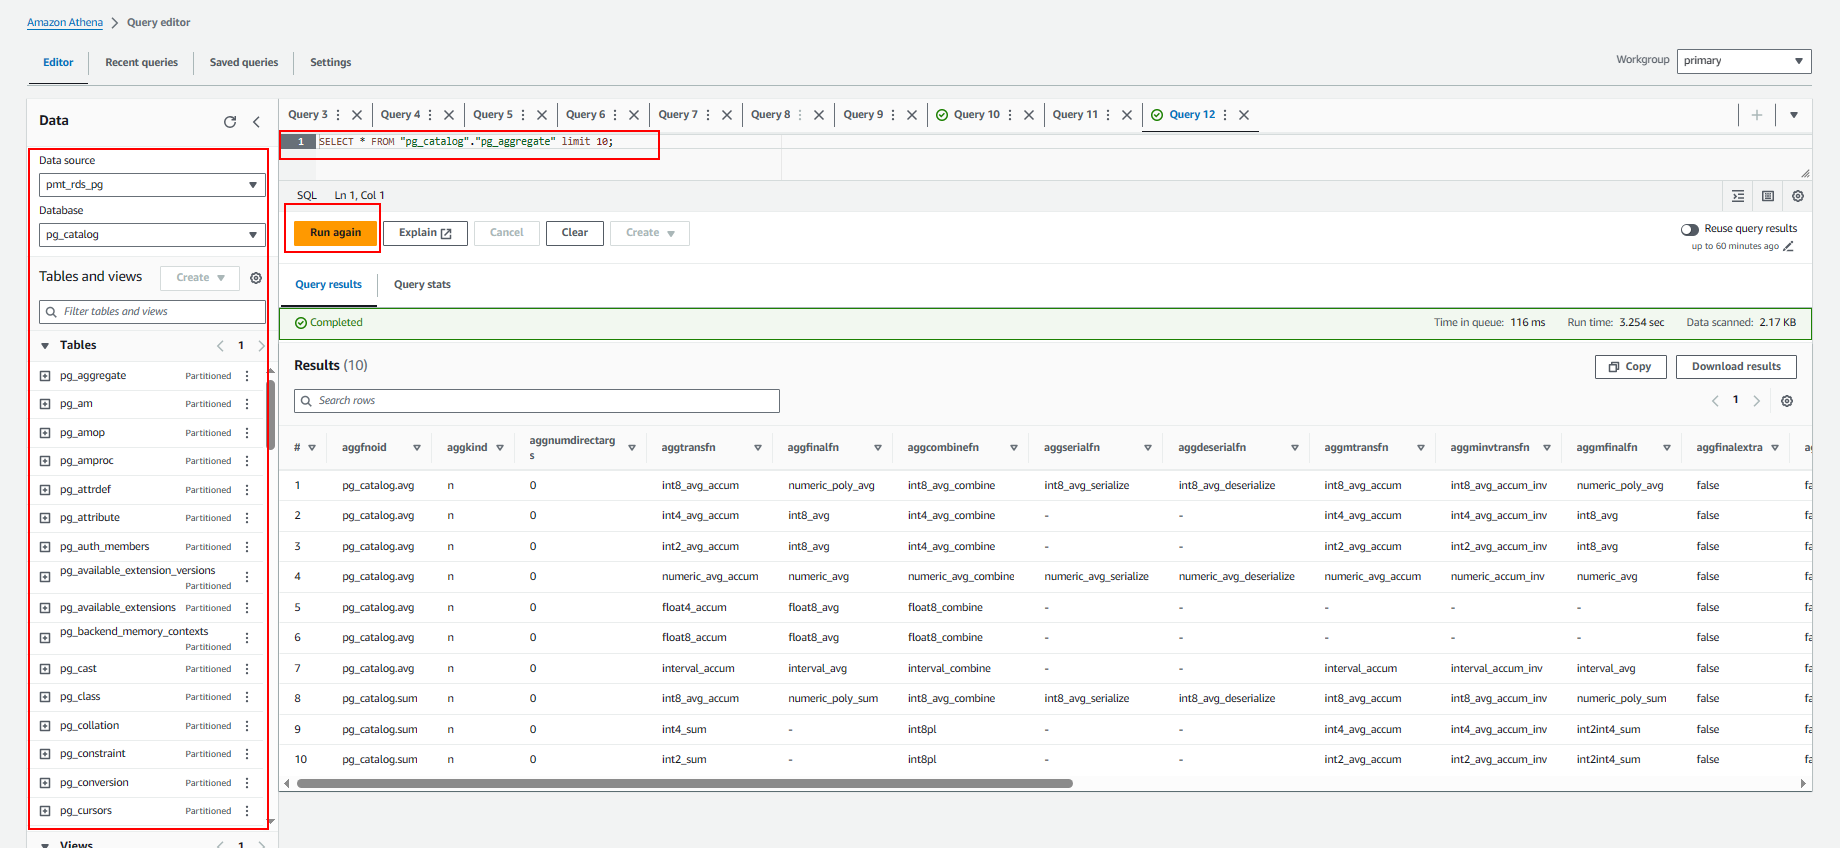 Amazon Athena > Query editor
Editor Recent queries Saved queries Settings
Workgroup primary
Data
Data source
pmt_rds_pg
Database
pg_catalog
Tables and views Create
Filter tables and views
Tables 1
pg_aggregate Partitioned
pg_am Partitioned
pg_amop Partitioned
pg_amproc Partitioned
pg_attrdef Partitioned
pg_attribute Partitioned
pg_auth_members Partitioned
pg_available_extension_versions
Partitioned
pg_available_extensions Partitioned
pg_backend_memory_contexts
Partitioned
pg_cast Partitioned
pg_class Partitioned
pg_collation Partitioned
pg_constraint Partitioned
pg_conversion Partitioned
pg_cursors Partitioned
Views 1
Query 3 Query 4 Query 5 Query 6 Query 7 Query 8 Query 9 Query 10 Query 11 Query 12
1 SELECT * FROM "pg_catalog"."pg_aggregate" limit 10;
SQL Ln 1, Col 1
Run again Explain Cancel Clear Create
Reuse query results
up to 60 minutes ago
Query results Query stats
Completed Time in queue: 116 ms Run time: 3.254 sec Data scanned: 2.17 KB
Results (10) Copy Download results
Search rows 1
# aggfnoid aggkind aggnumdirectarg
s aggtransfn aggfinalfn aggcombinefn aggserialfn aggdeserialfn aggmtransfn aggminvtransfn aggmfinalfn aggfinalextra
1 pg_catalog.avg n 0 int8_avg_accum numeric_poly_avg int8_avg_combine int8_avg_serialize int8_avg_deserialize int8_avg_accum int8_avg_accum_inv numeric_poly_avg false
2 pg_catalog.avg n 0 int4_avg_accum int8_avg int4_avg_combine - - int4_avg_accum int4_avg_accum_inv int8_avg false
3 pg_catalog.avg n 0 int2_avg_accum int8_avg int4_avg_combine - - int2_avg_accum int2_avg_accum_inv int8_avg false
4 pg_catalog.avg n 0 numeric_avg_accum numeric_avg numeric_avg_combine numeric_avg_serialize numeric_avg_deserialize numeric_avg_accum numeric_accum_inv numeric_avg false
5 pg_catalog.avg n 0 float4_accum float8_avg float8_combine - - - - - false
6 pg_catalog.avg n 0 float8_accum float8_avg float8_combine - - - - - false
7 pg_catalog.avg n 0 interval_accum interval_avg interval_combine - - interval_accum interval_accum_inv interval_avg false
8 pg_catalog.sum n 0 int8_avg_accum numeric_poly_sum int8_avg_combine int8_avg_serialize int8_avg_deserialize int8_avg_accum int8_avg_accum_inv numeric_poly_sum false
9 pg_catalog.sum n 0 int4_sum - int8pl - - int4_avg_accum int4_avg_accum_inv int2int4_sum false
10 pg_catalog.sum n 0 int2_sum - int8pl - - int2_avg_accum int2_avg_accum_inv int2int4_sum false